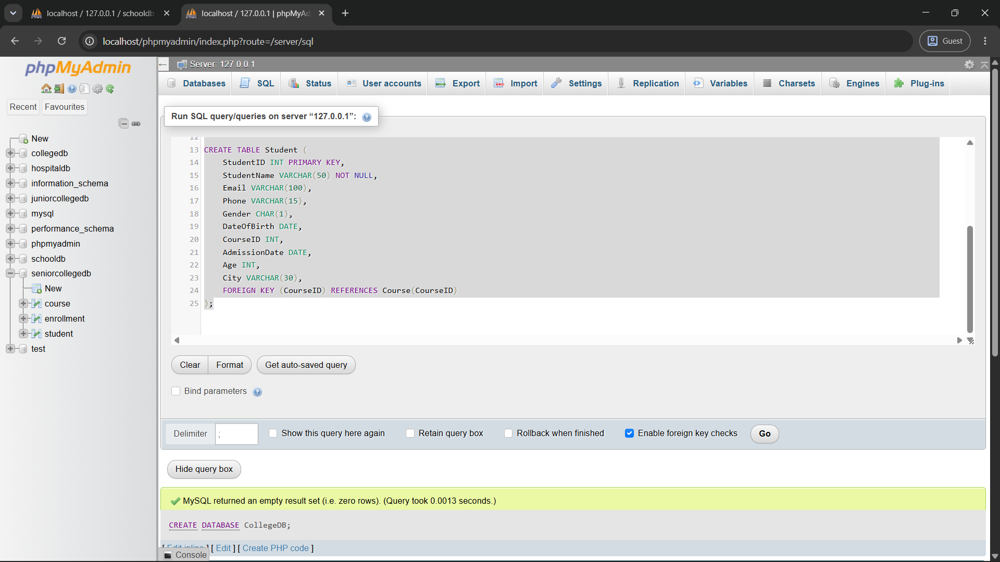 localhost / 127.0.0.1 / schooldb
localhost / 127.0.0.1 | phpMyAd
localhost/phpmyadmin/index.php?route=/server/sql
Guest
phpMyAdmin
Recent
Favourites
New
collegedb
hospitaldb
information_schema
juniorcollegedb
mysql
performance_schema
phpmyadmin
schooldb
seniorcollegedb
New
course
enrollment
student
test
Server: 127.0.0.1
Databases
SQL
Status
User accounts
Export
Import
Settings
Replication
Variables
Charsets
Engines
Plug-ins
Run SQL query/queries on server “127.0.0.1”:
12
13 CREATE TABLE Student (
14 StudentID INT PRIMARY KEY,
15 StudentName VARCHAR(50) NOT NULL,
16 Email VARCHAR(100),
17 Phone VARCHAR(15),
18 Gender CHAR(1),
19 DateOfBirth DATE,
20 CourseID INT,
21 AdmissionDate DATE,
22 Age INT,
23 City VARCHAR(30),
24 FOREIGN KEY (CourseID) REFERENCES Course(CourseID)
25 );
Clear
Format
Get auto-saved query
Bind parameters
Delimiter ;
Show this query here again
Retain query box
Rollback when finished
Enable foreign key checks
Go
Hide query box
MySQL returned an empty result set (i.e. zero rows). (Query took 0.0013 seconds.)
CREATE DATABASE CollegeDB;
[ Edit inline ] [ Edit ] [ Create PHP code ]
Console